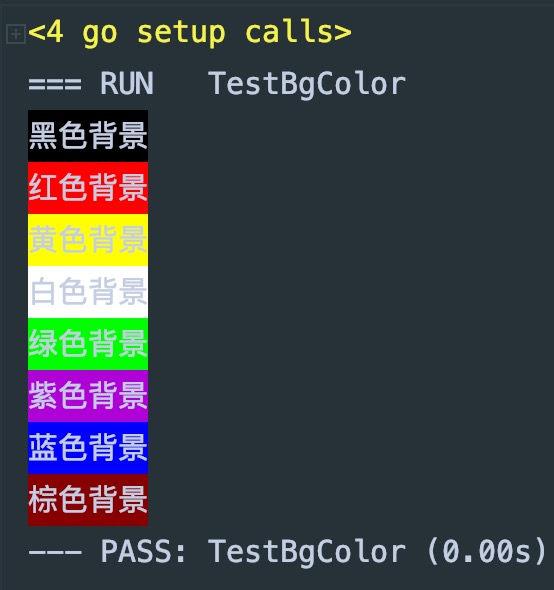 <4 go setup calls>
=== RUN   TestBgColor
黑色背景
红色背景
黄色背景
白色背景
绿色背景
紫色背景
蓝色背景
棕色背景
--- PASS: TestBgColor (0.00s)